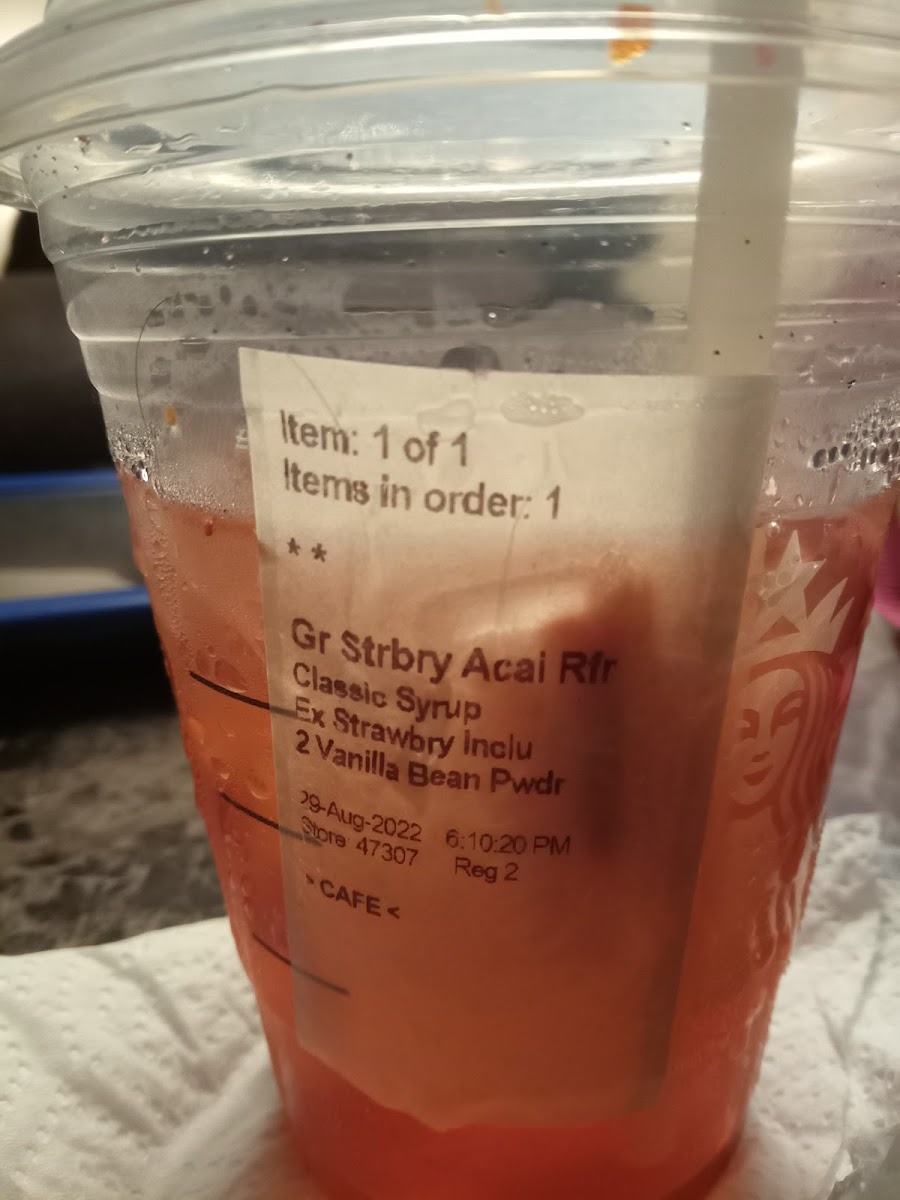 Item: 1 of 1
Items in order: 1
* *
Gr Strbry Acai Rfr
Classic Syrup
Ex Strawbry Inclu
2 Vanilla Bean Pwdr
29-Aug-2022 6:10:20 PM
Store 47307 Reg 2
> CAFE <